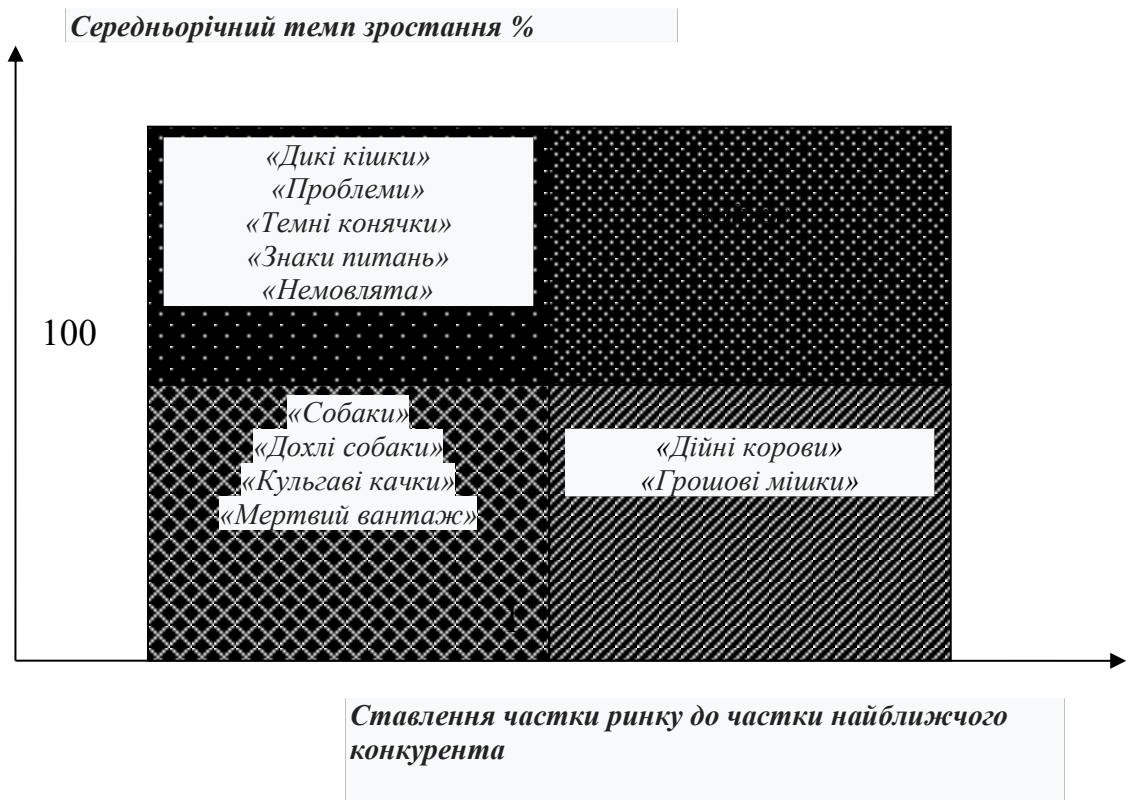 Середньорічний темп зростання %
«Дикі кішки»
«Проблеми»
«Темні конячки»
«Знаки питань»
«Немовлята»
100
«Собаки»
«Дохлі собаки»
«Кульгаві качки»
«Мертвий вантаж»
«Дійні корови»
«Грошові мішки»
Ставлення частки ринку до частки найближчого
конкурента